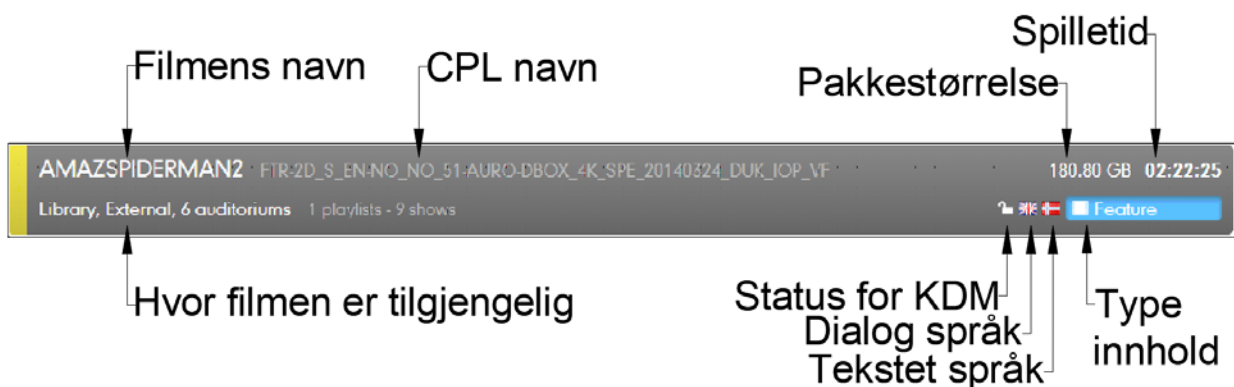 Spilletid
Filmens navn
CPL navn
Pakkestørrelse
AMAZSPIDERMAN2 FTR-2D_S_EN-NO_NO_51-AURO-DBOX_4K_SPE_20140324_DUK_IOP_VF 180.80 GB 02:22:25
Library, External, 6 auditoriums 1 playlists - 9 shows Feature
Hvor filmen er tilgjengelig
Status for KDM
Dialog språk
Tekstet språk
Type
innhold